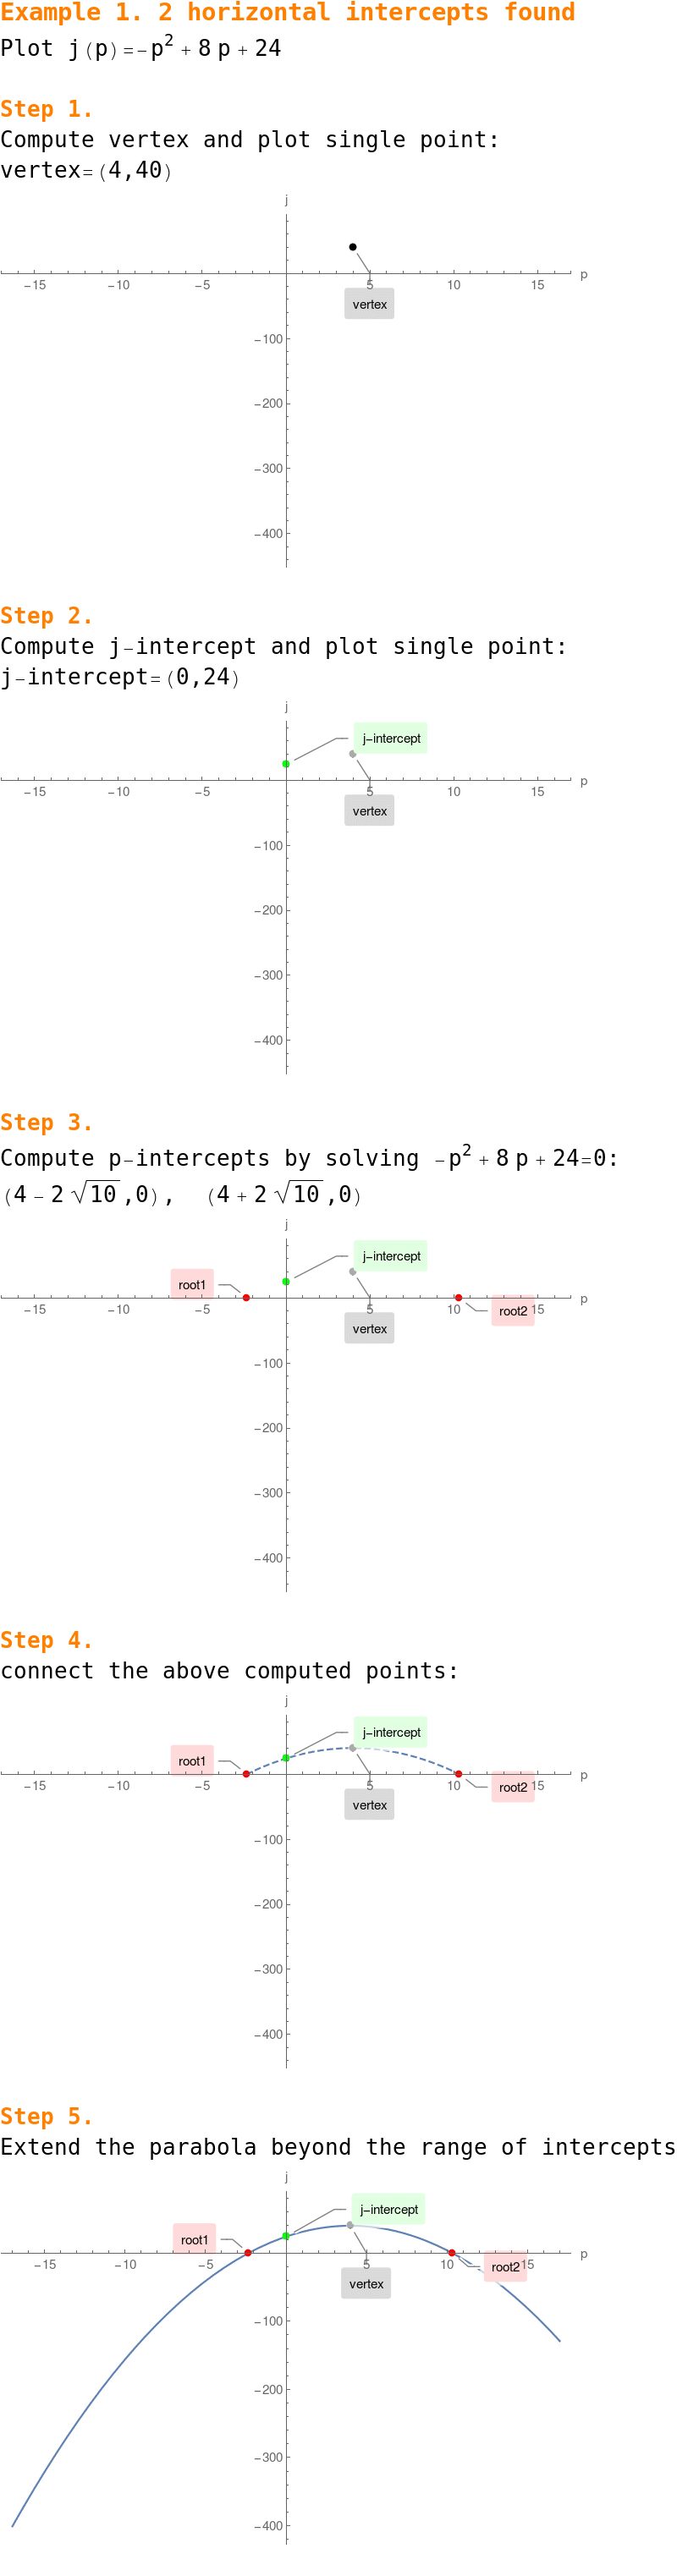 Example 1. 2 horizontal intercepts found
Plot j(p)=-p² + 8 p + 24
Step 1.
Compute vertex and plot single point:
vertex=(4,40)
j
p
-15 -10 -5 5 10 15
vertex
-100
-200
-300
-400
Step 2.
Compute j-intercept and plot single point:
j-intercept=(0,24)
j
j-intercept
p
-15 -10 -5 5 10 15
vertex
-100
-200
-300
-400
Step 3.
Compute p-intercepts by solving -p² + 8 p + 24=0:
(4 - 2 √10 ,0), (4 + 2 √10 ,0)
j
j-intercept
root1
p
-15 -10 -5 5 10 root2 15
vertex
-100
-200
-300
-400
Step 4.
connect the above computed points:
j
j-intercept
root1
p
-15 -10 -5 5 10 root2 15
vertex
-100
-200
-300
-400
Step 5.
Extend the parabola beyond the range of intercepts
j
j-intercept
root1
p
-15 -10 -5 5 10 root2 15
vertex
-100
-200
-300
-400